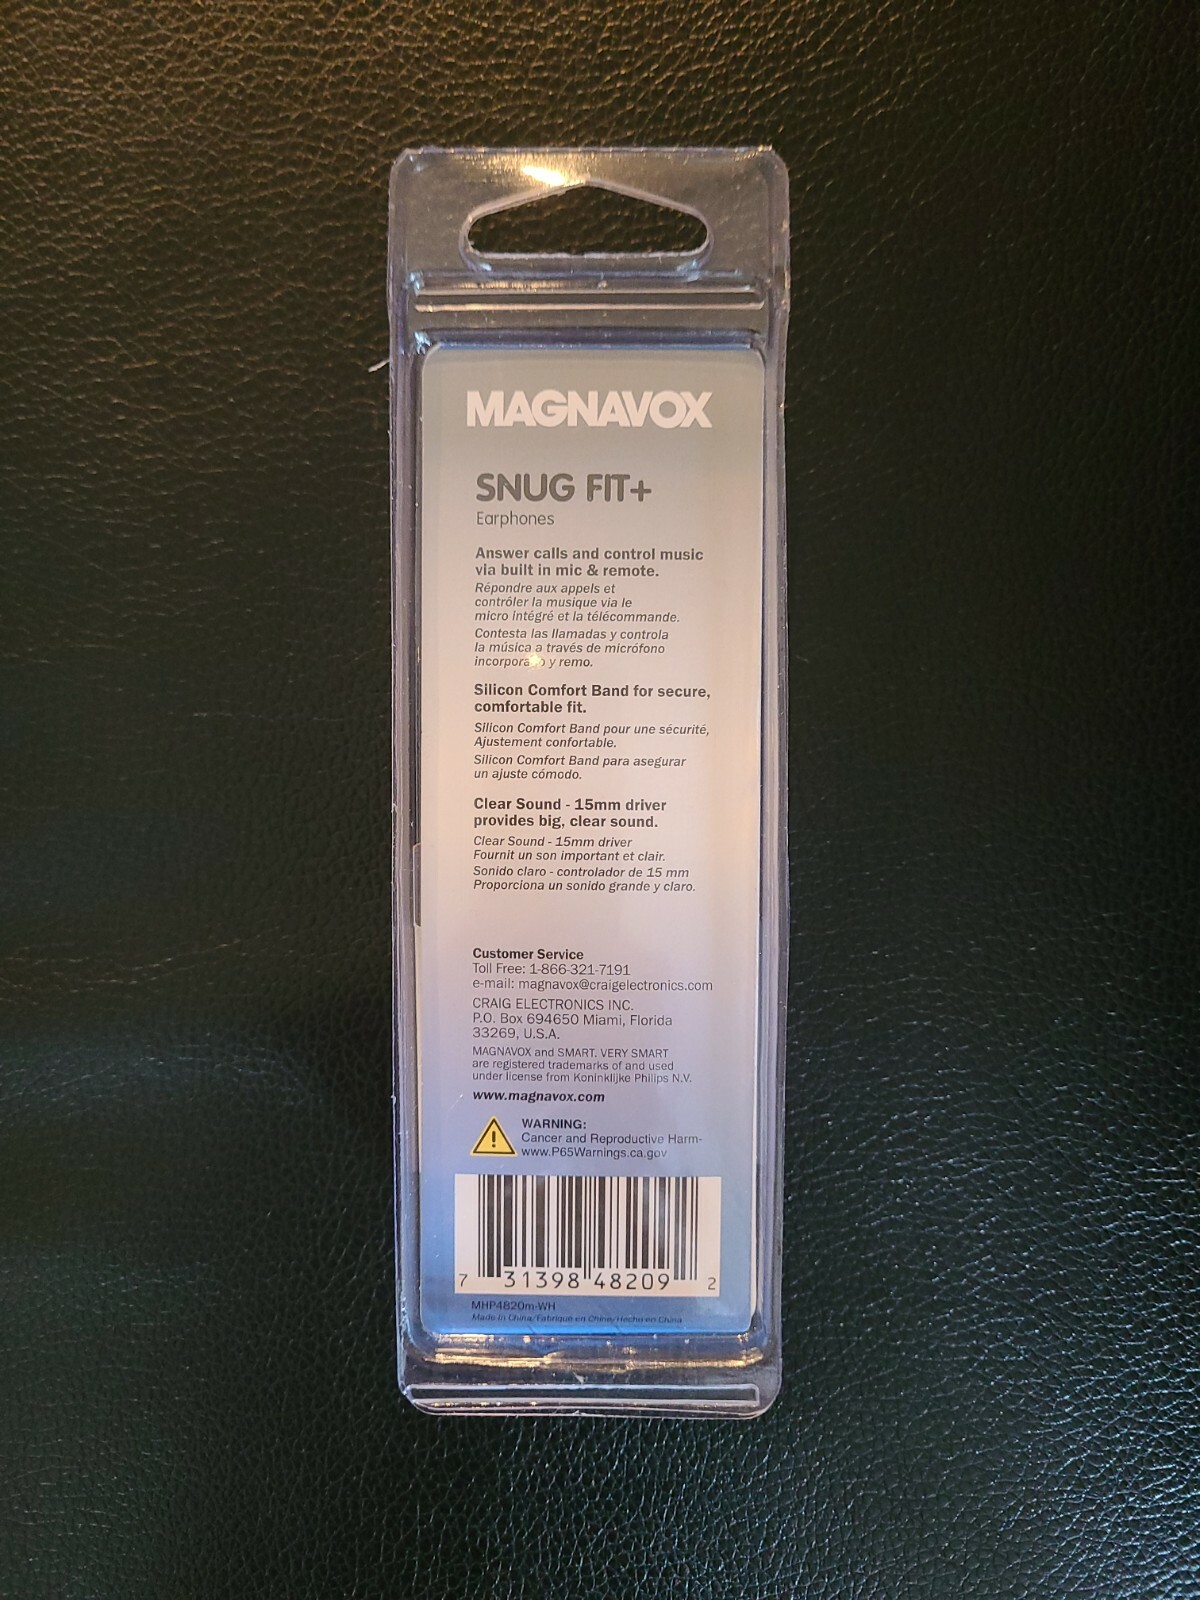 MAGNAVOX
SNUG FIT+
Earphones
Answer calls and control music
via built in mic & remote.
Répondre aux appels et
contrôler la musique via le
micro intégré et la télécommande.
Contesta las llamadas y controla
la música a través de micrófono
y remo.
Silicon Comfort Band for secure,
comfortable fit.
Silicon Comfort Band pour une sécurité,
Ajustement confortable.
Silicon Comfort Band para asegurar
un ajuste cómodo.
Clear Sound - 15mm driver
provides big, clear sound.
Clear Sound - 15mm driver
Fournit un son important et clair.
Sonido claro - controlador de 15 mm
Proporciona un sonido grande y claro.
Customer Service
Toll Free: 1-866-321-7191
e-mail: magnavox@craigelectronics.com
CRAIG ELECTRONICS INC.
P.O. Box 694650 Miami, Florida
33269, U.S.A.
MAGNAVOX and SMART. VERY SMART
are registered trademarks of and used
under license from Koninklijke Philips N.V.
www.magnavox.com
WARNING:
Cancer and Reproductive Harm-
www.P65Warnings.ca.gov
7 31398 48209 2
MHP4820m-WH
Made in China/Fabriqué en Chine/Hecho en China